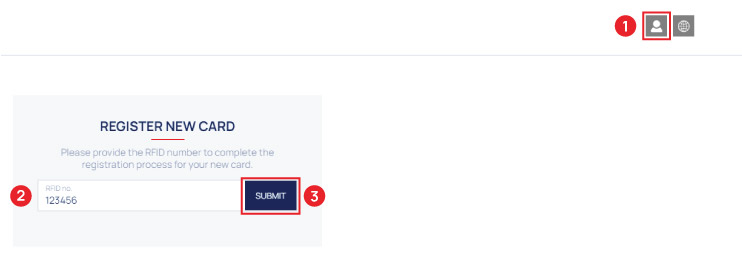 1
REGISTER NEW CARD
Please provide the RFID number to complete the
registration process for your new card.
RFID no.
2 123456 SUBMIT 3